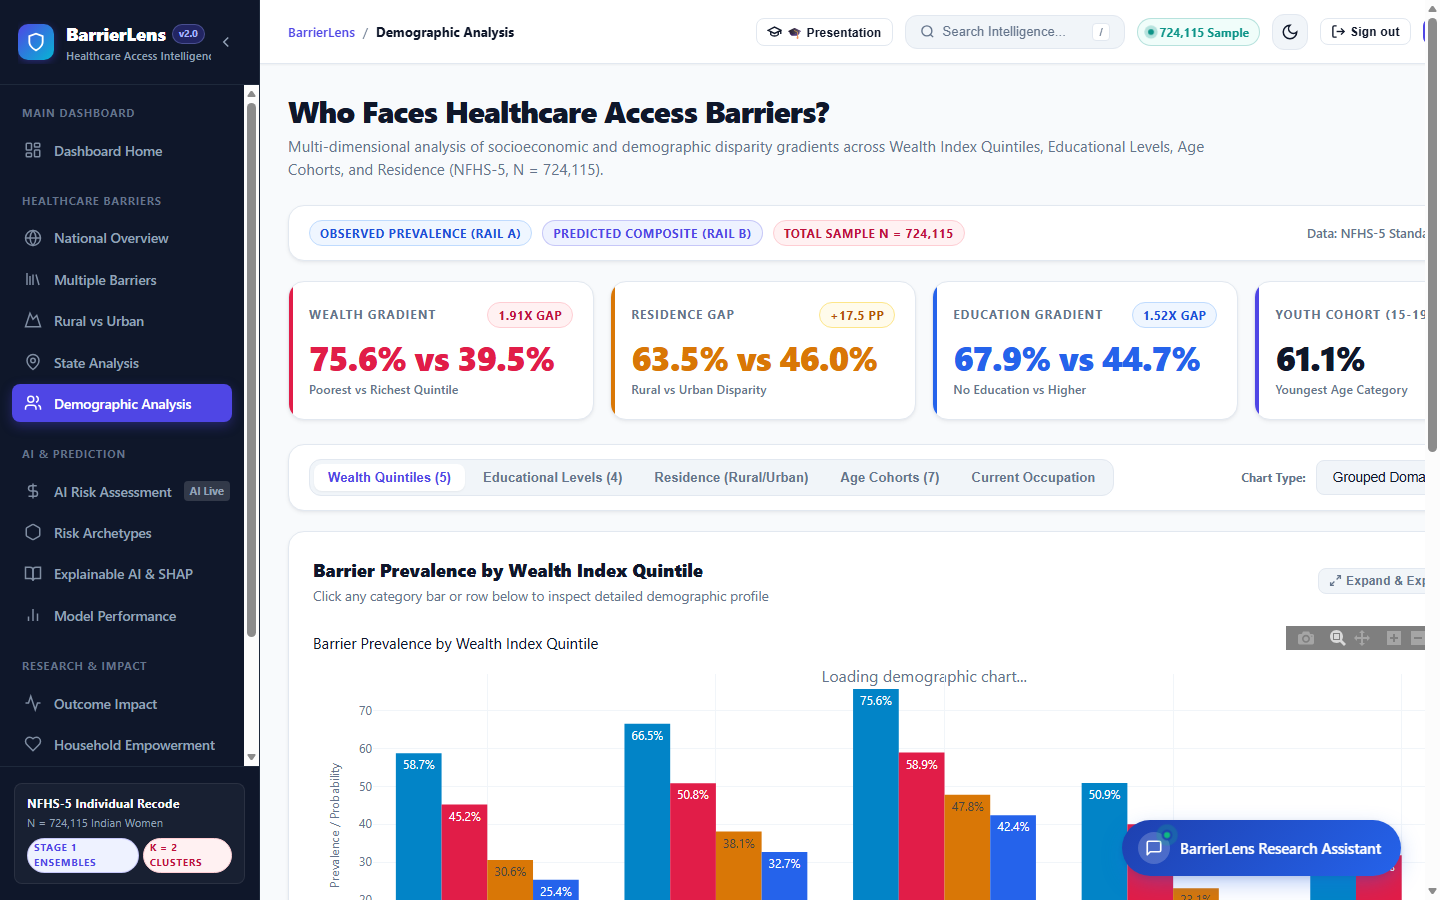 BarrierLens v2.0
Healthcare Access Intelligenc
MAIN DASHBOARD
Dashboard Home
HEALTHCARE BARRIERS
National Overview
Multiple Barriers
Rural vs Urban
State Analysis
Demographic Analysis
AI & PREDICTION
AI Risk Assessment AI Live
Risk Archetypes
Explainable AI & SHAP
Model Performance
RESEARCH & IMPACT
Outcome Impact
Household Empowerment
NFHS-5 Individual Recode
N = 724,115 Indian Women
STAGE 1 ENSEMBLES
K = 2 CLUSTERS
BarrierLens / Demographic Analysis
Presentation
Search Intelligence... /
724,115 Sample
Sign out
Who Faces Healthcare Access Barriers?
Multi-dimensional analysis of socioeconomic and demographic disparity gradients across Wealth Index Quintiles, Educational Levels, Age
Cohorts, and Residence (NFHS-5, N = 724,115).
OBSERVED PREVALENCE (RAIL A) PREDICTED COMPOSITE (RAIL B) TOTAL SAMPLE N = 724,115
Data: NFHS-5 Standa
WEALTH GRADIENT 1.91X GAP
75.6% vs 39.5%
Poorest vs Richest Quintile
RESIDENCE GAP +17.5 PP
63.5% vs 46.0%
Rural vs Urban Disparity
EDUCATION GRADIENT 1.52X GAP
67.9% vs 44.7%
No Education vs Higher
YOUTH COHORT (15-19
61.1%
Youngest Age Category
Wealth Quintiles (5) Educational Levels (4) Residence (Rural/Urban) Age Cohorts (7) Current Occupation
Chart Type: Grouped Doma
Barrier Prevalence by Wealth Index Quintile
Click any category bar or row below to inspect detailed demographic profile
Expand & Exp
Barrier Prevalence by Wealth Index Quintile
Loading demographic chart...
Prevalence / Probability
70
60
50
40
30
20
58.7% 45.2% 30.6% 25.4%
66.5% 50.8% 38.1% 32.7%
75.6% 58.9% 47.8% 42.4%
50.9% 23.1%
BarrierLens Research Assistant